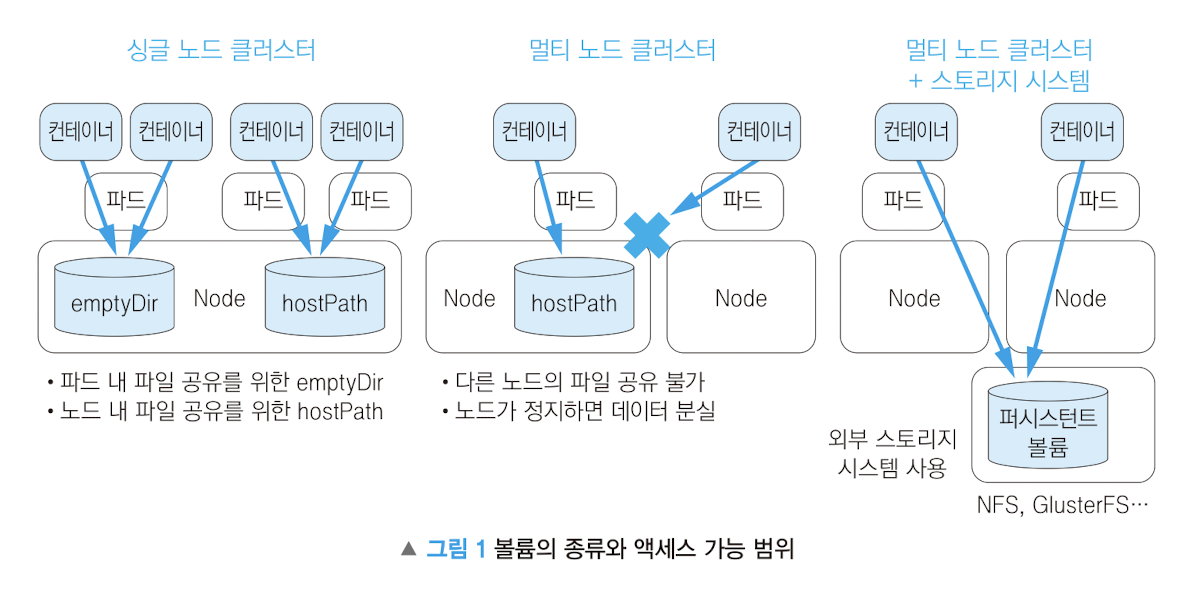 싱글 노드 클러스터
컨테이너
컨테이너
컨테이너
컨테이너
파드
파드
파드
emptyDir
Node
hostPath
• 파드 내 파일 공유를 위한 emptyDir
• 노드 내 파일 공유를 위한 hostPath
멀티 노드 클러스터
컨테이너
컨테이너
파드
파드
Node
hostPath
Node
• 다른 노드의 파일 공유 불가
• 노드가 정지하면 데이터 분실
멀티 노드 클러스터
+ 스토리지 시스템
컨테이너
컨테이너
파드
파드
Node
Node
퍼시스턴트
볼륨
외부 스토리지
시스템 사용
NFS, GlusterFS…
▲ 그림 1 볼륨의 종류와 액세스 가능 범위